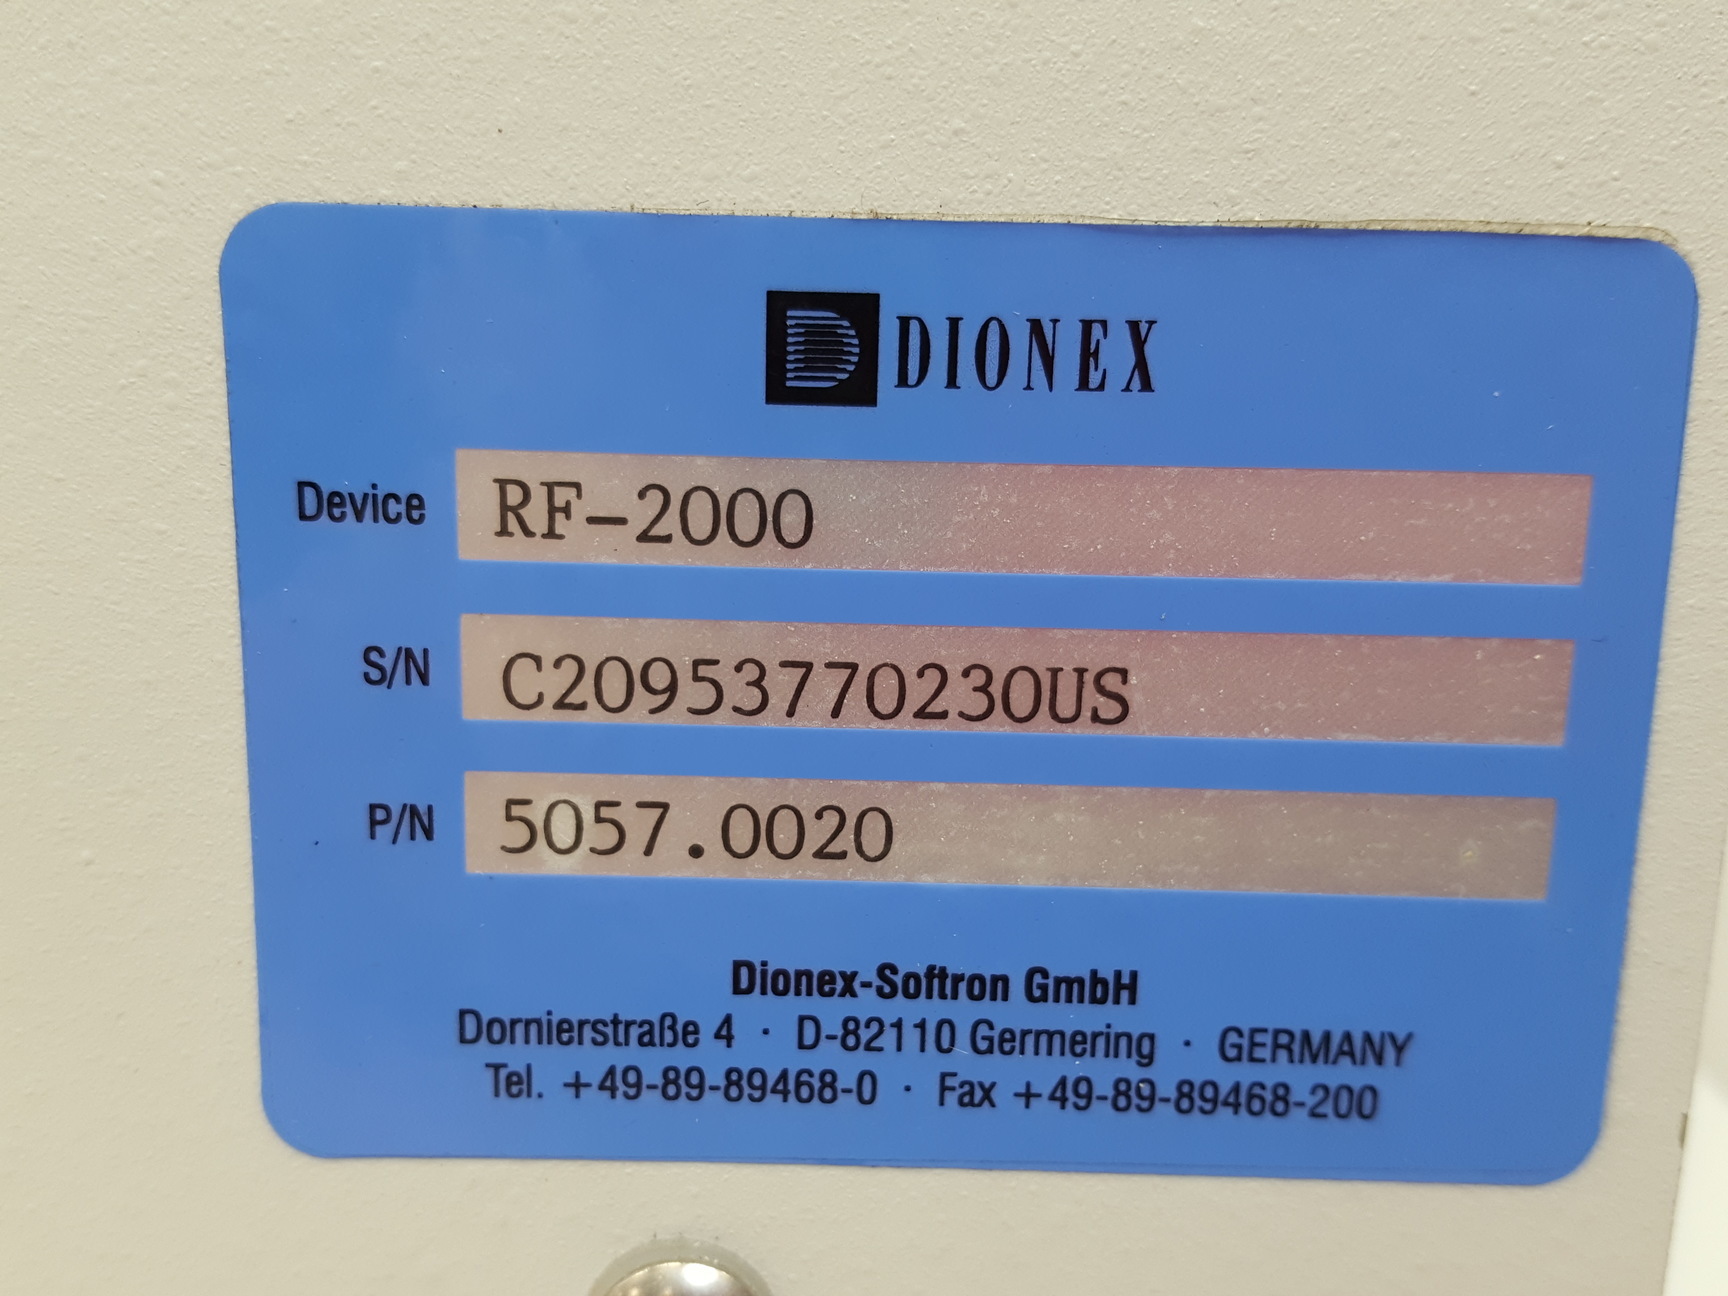 DIONEX
Device RF-2000
S/N C20953770230US
P/N 5057.0020
Dionex-Softron GmbH
Dornierstraße 4 · D-82110 Germering · GERMANY
Tel. +49-89-89468-0 · Fax +49-89-89468-200